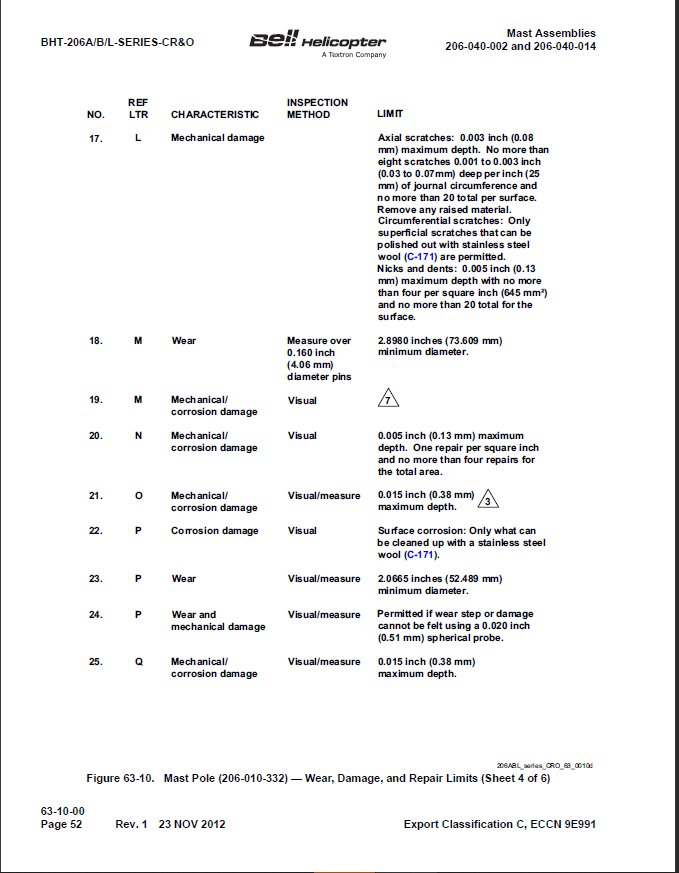 BHT-206A/B/L-SERIES-CR&O
Bell Helicopter
A Textron Company
Mast Assemblies
206-040-002 and 206-040-014
NO. REF LTR CHARACTERISTIC INSPECTION METHOD LIMIT
17. L Mechanical damage Axial scratches: 0.003 inch (0.08
mm) maximum depth. No more than
eight scratches 0.001 to 0.003 inch
(0.03 to 0.07mm) deep per inch (25
mm) of journal circumference and
no more than 20 total per surface.
Remove any raised material.
Circumferential scratches: Only
superficial scratches that can be
polished out with stainless steel
wool (C-171) are permitted.
Nicks and dents: 0.005 inch (0.13
mm) maximum depth with no more
than four per square inch (645 mm²)
and no more than 20 total for the
surface.
18. M Wear Measure over 2.8980 inches (73.609 mm)
0.160 inch minimum diameter.
(4.06 mm)
diameter pins
19. M Mechanical/ Visual 7
corrosion damage
20. N Mechanical/ Visual 0.005 inch (0.13 mm) maximum
corrosion damage depth. One repair per square inch
and no more than four repairs for
the total area.
21. O Mechanical/ Visual/measure 0.015 inch (0.38 mm) 3
corrosion damage maximum depth.
22. P Corrosion damage Visual Surface corrosion: Only what can
be cleaned up with a stainless steel
wool (C-171).
23. P Wear Visual/measure 2.0665 inches (52.489 mm)
minimum diameter.
24. P Wear and Visual/measure Permitted if wear step or damage
mechanical damage cannot be felt using a 0.020 inch
(0.51 mm) spherical probe.
25. Q Mechanical/ Visual/measure 0.015 inch (0.38 mm)
corrosion damage maximum depth.
206ABL_series_CRO_63_0010d
Figure 63-10. Mast Pole (206-010-332) — Wear, Damage, and Repair Limits (Sheet 4 of 6)
63-10-00
Page 52 Rev. 1 23 NOV 2012 Export Classification C, ECCN 9E991